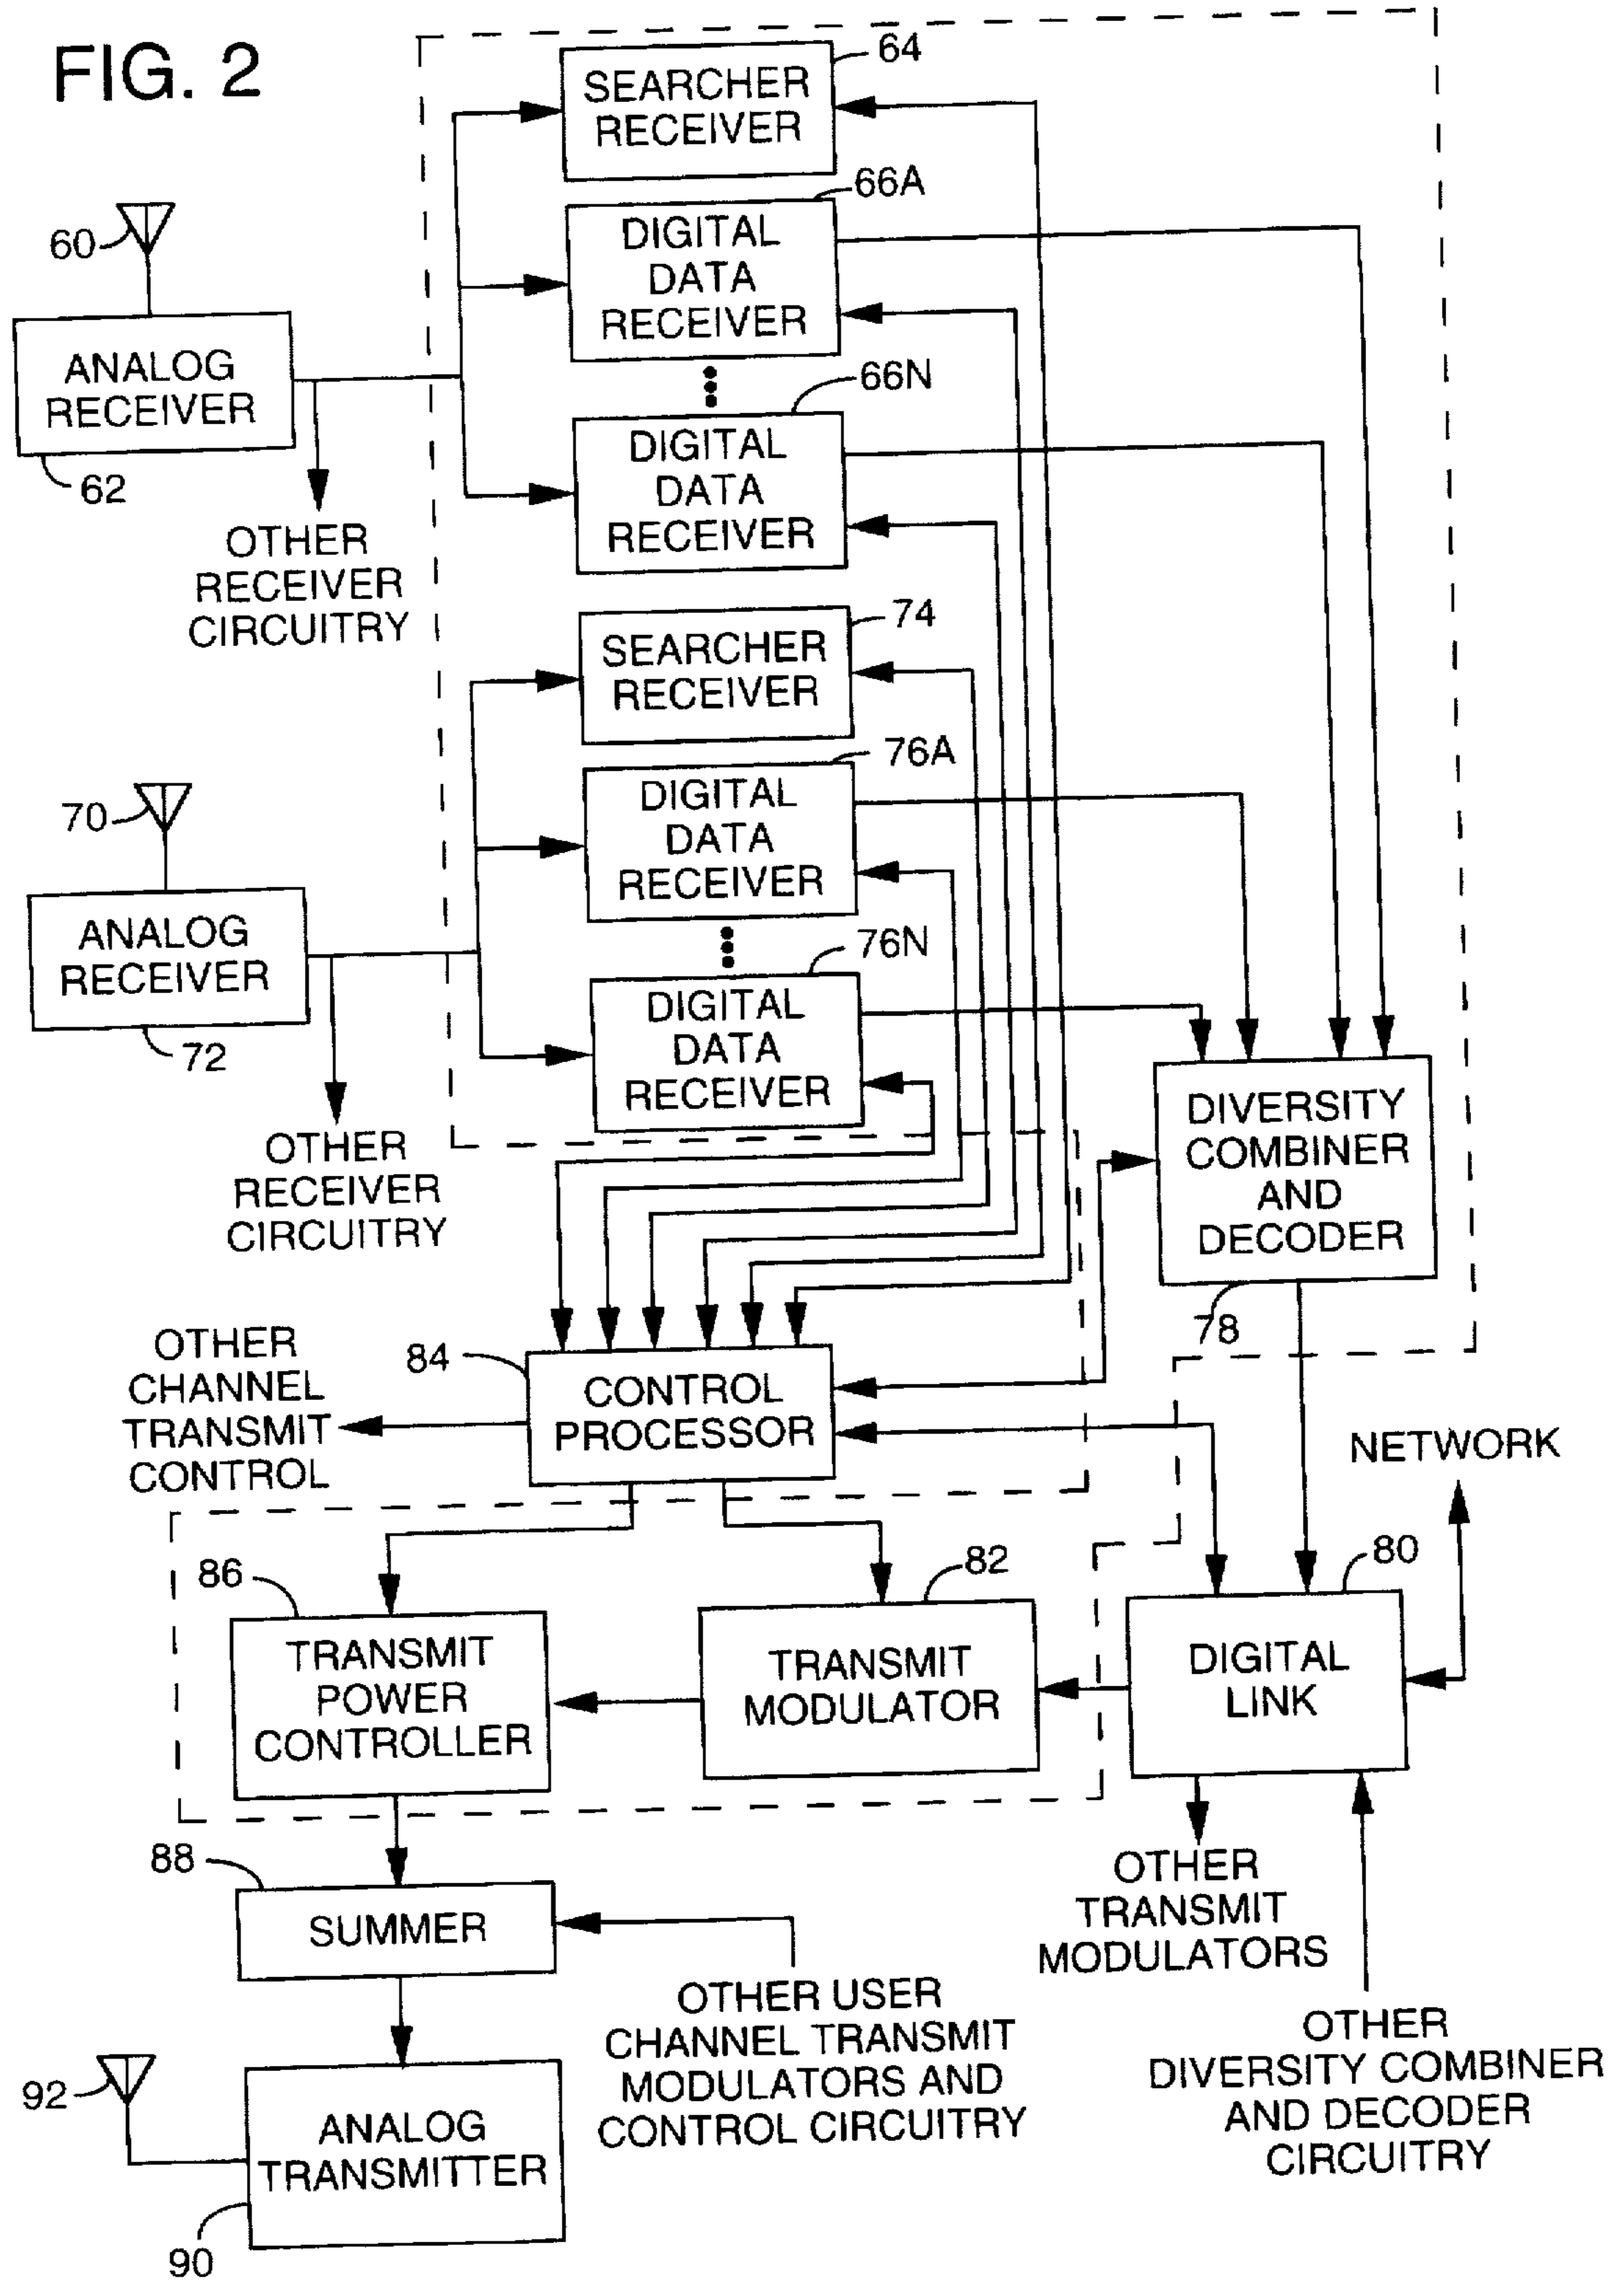 FIG. 2
64
SEARCHER
RECEIVER
66A
DIGITAL
DATA
RECEIVER
60
ANALOG
RECEIVER
62
66N
DIGITAL
DATA
RECEIVER
OTHER
RECEIVER
CIRCUITRY
74
SEARCHER
RECEIVER
76A
DIGITAL
DATA
RECEIVER
70
ANALOG
RECEIVER
72
76N
DIGITAL
DATA
RECEIVER
OTHER
RECEIVER
CIRCUITRY
DIVERSITY
COMBINER
AND
DECODER
78
84
CONTROL
PROCESSOR
OTHER
CHANNEL
TRANSMIT
CONTROL
NETWORK
86
TRANSMIT
POWER
CONTROLLER
82
TRANSMIT
MODULATOR
80
DIGITAL
LINK
88
SUMMER
OTHER
TRANSMIT
MODULATORS
OTHER USER
CHANNEL TRANSMIT
MODULATORS AND
CONTROL CIRCUITRY
OTHER
DIVERSITY COMBINER
AND DECODER
CIRCUITRY
92
ANALOG
TRANSMITTER
90